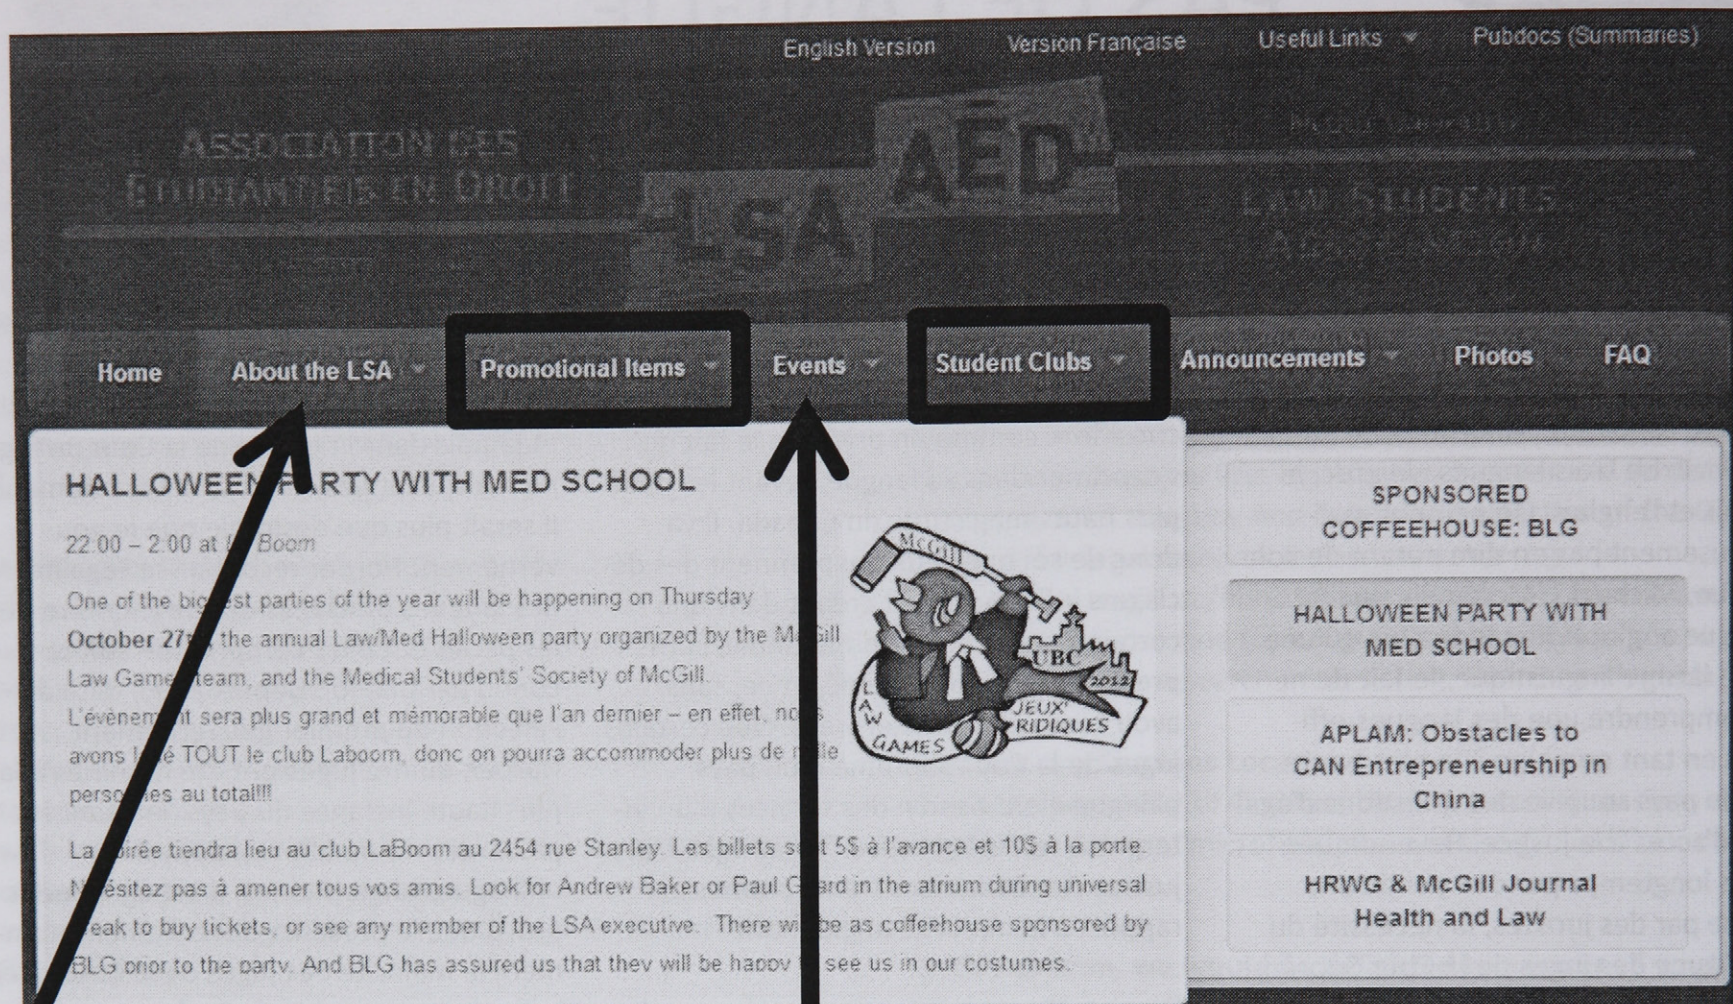 English Version Version Française Useful Links Pubdocs (Summaries)
ASSOCIATION DES
ÉTUDIANT(E)S EN DROIT
LSA
AÉD
LAW STUDENTS
Home About the LSA Promotional Items Events Student Clubs Announcements Photos FAQ
HALLOWEEN PARTY WITH MED SCHOOL
22:00 – 2:00 at Boom
One of the biggest parties of the year will be happening on Thursday
October 27th, the annual Law/Med Halloween party organized by the McGill
Law Games team, and the Medical Students' Society of McGill.
L'évènement sera plus grand et mémorable que l'an dernier – en effet, nous
avons loué TOUT le club Laboom, donc on pourra accommoder plus de mille
personnes au total!!!
La soirée tiendra lieu au club LaBoom au 2454 rue Stanley. Les billets sont 5$ à l'avance et 10$ à la porte.
N'hésitez pas à amener tous vos amis. Look for Andrew Baker or Paul G ard in the atrium during universal
break to buy tickets, or see any member of the LSA executive. There will be as coffeehouse sponsored by
BLG prior to the party. And BLG has assured us that they will be happy to see us in our costumes.
McGill
UBC
2012
LAW
GAMES
JEUX'
RIDIQUES
SPONSORED
COFFEEHOUSE: BLG
HALLOWEEN PARTY WITH
MED SCHOOL
APLAM: Obstacles to
CAN Entrepreneurship in
China
HRWG & McGill Journal
Health and Law